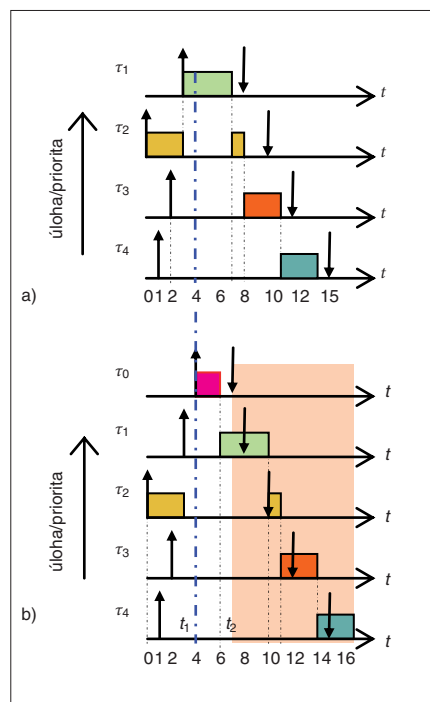 τ1
t
τ2
t
τ3
t
τ4
t
úloha/priorita
a)
0 1 2 4 6 8 10 12 15
τ0
t
τ1
t
τ2
t
τ3
t
τ4
t1
t2
t
úloha/priorita
b)
0 1 2 4 6 8 10 12 14 16